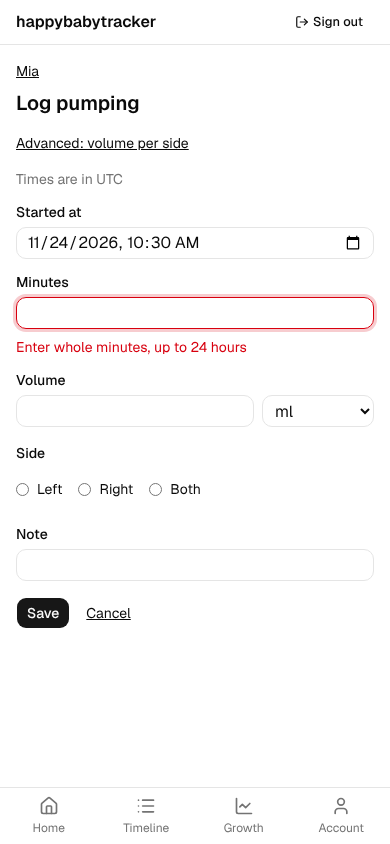 happybabytracker
Sign out
Mia
Log pumping
Advanced: volume per side
Times are in UTC
Started at
11/24/2026, 10:30 AM
Minutes
Enter whole minutes, up to 24 hours
Volume
ml
Side
Left Right Both
Note
Save Cancel
Home Timeline Growth Account